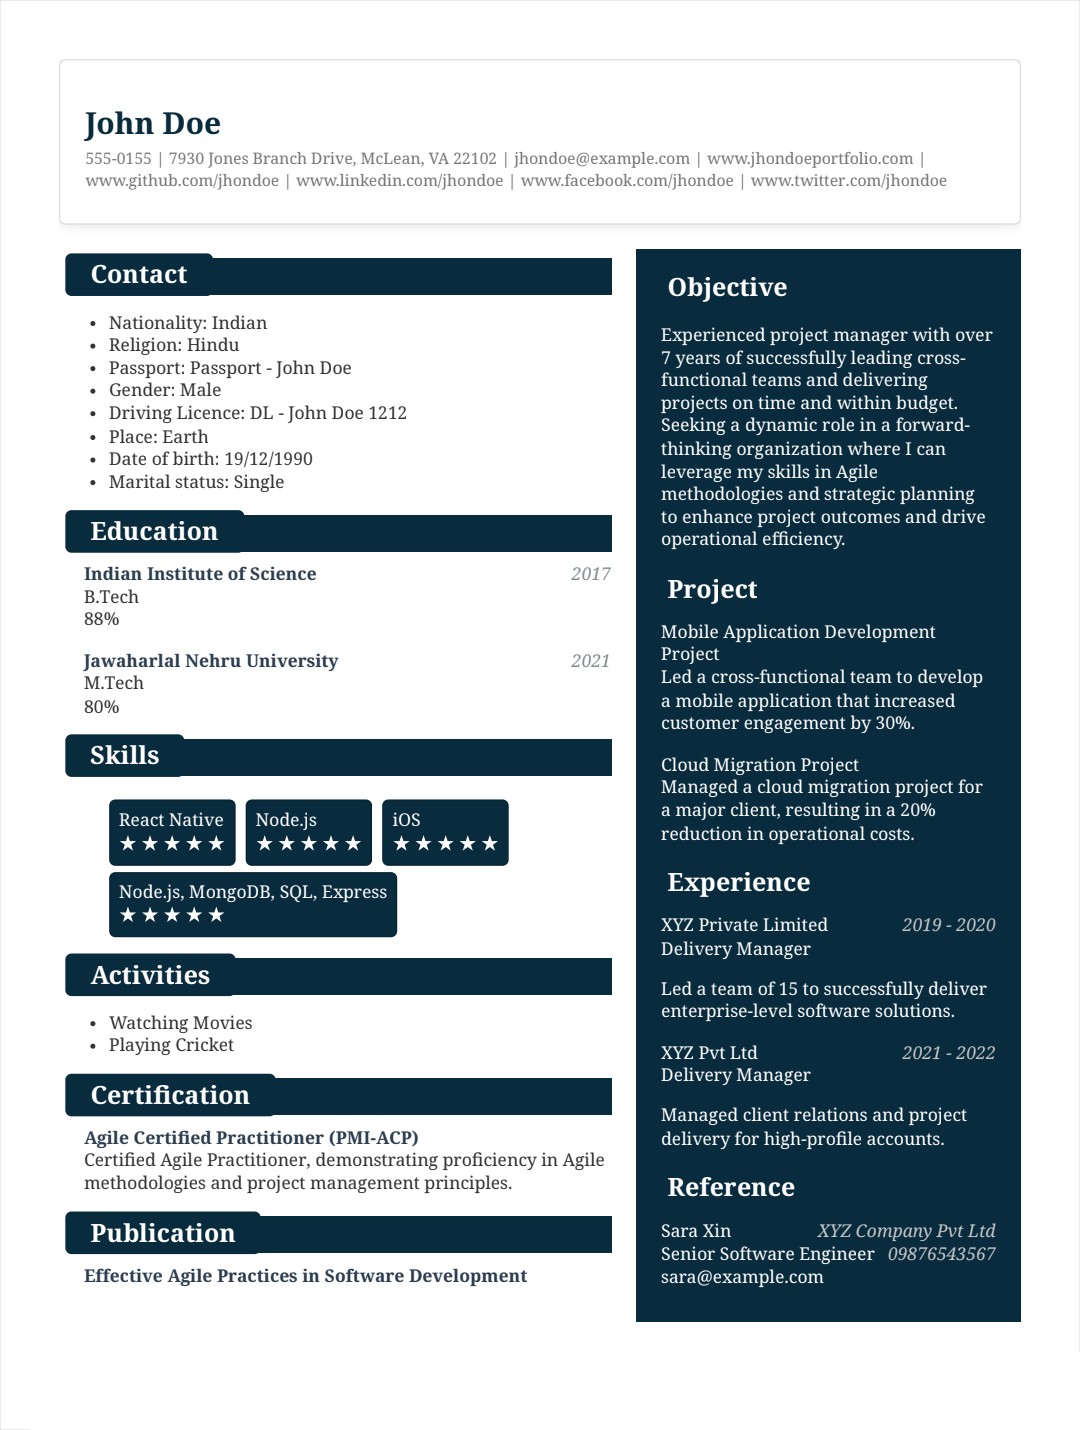 John Doe
555-0155 | 7930 Jones Branch Drive, McLean, VA 22102 | jhondoe@example.com | www.jhondoeportfolio.com |
www.github.com/jhondoe | www.linkedin.com/jhondoe | www.facebook.com/jhondoe | www.twitter.com/jhondoe
Contact
• Nationality: Indian
• Religion: Hindu
• Passport: Passport - John Doe
• Gender: Male
• Driving Licence: DL - John Doe 1212
• Place: Earth
• Date of birth: 19/12/1990
• Marital status: Single
Education
Indian Institute of Science 2017
B.Tech
88%
Jawaharlal Nehru University 2021
M.Tech
80%
Skills
React Native Node.js iOS
★ ★ ★ ★ ★ ★ ★ ★ ★ ★ ★ ★ ★ ★ ★
Node.js, MongoDB, SQL, Express
★ ★ ★ ★ ★
Activities
• Watching Movies
• Playing Cricket
Certification
Agile Certified Practitioner (PMI-ACP)
Certified Agile Practitioner, demonstrating proficiency in Agile
methodologies and project management principles.
Publication
Effective Agile Practices in Software Development
Objective
Experienced project manager with over
7 years of successfully leading cross-
functional teams and delivering
projects on time and within budget.
Seeking a dynamic role in a forward-
thinking organization where I can
leverage my skills in Agile
methodologies and strategic planning
to enhance project outcomes and drive
operational efficiency.
Project
Mobile Application Development
Project
Led a cross-functional team to develop
a mobile application that increased
customer engagement by 30%.
Cloud Migration Project
Managed a cloud migration project for
a major client, resulting in a 20%
reduction in operational costs.
Experience
XYZ Private Limited 2019 - 2020
Delivery Manager
Led a team of 15 to successfully deliver
enterprise-level software solutions.
XYZ Pvt Ltd 2021 - 2022
Delivery Manager
Managed client relations and project
delivery for high-profile accounts.
Reference
Sara Xin XYZ Company Pvt Ltd
Senior Software Engineer 09876543567
sara@example.com